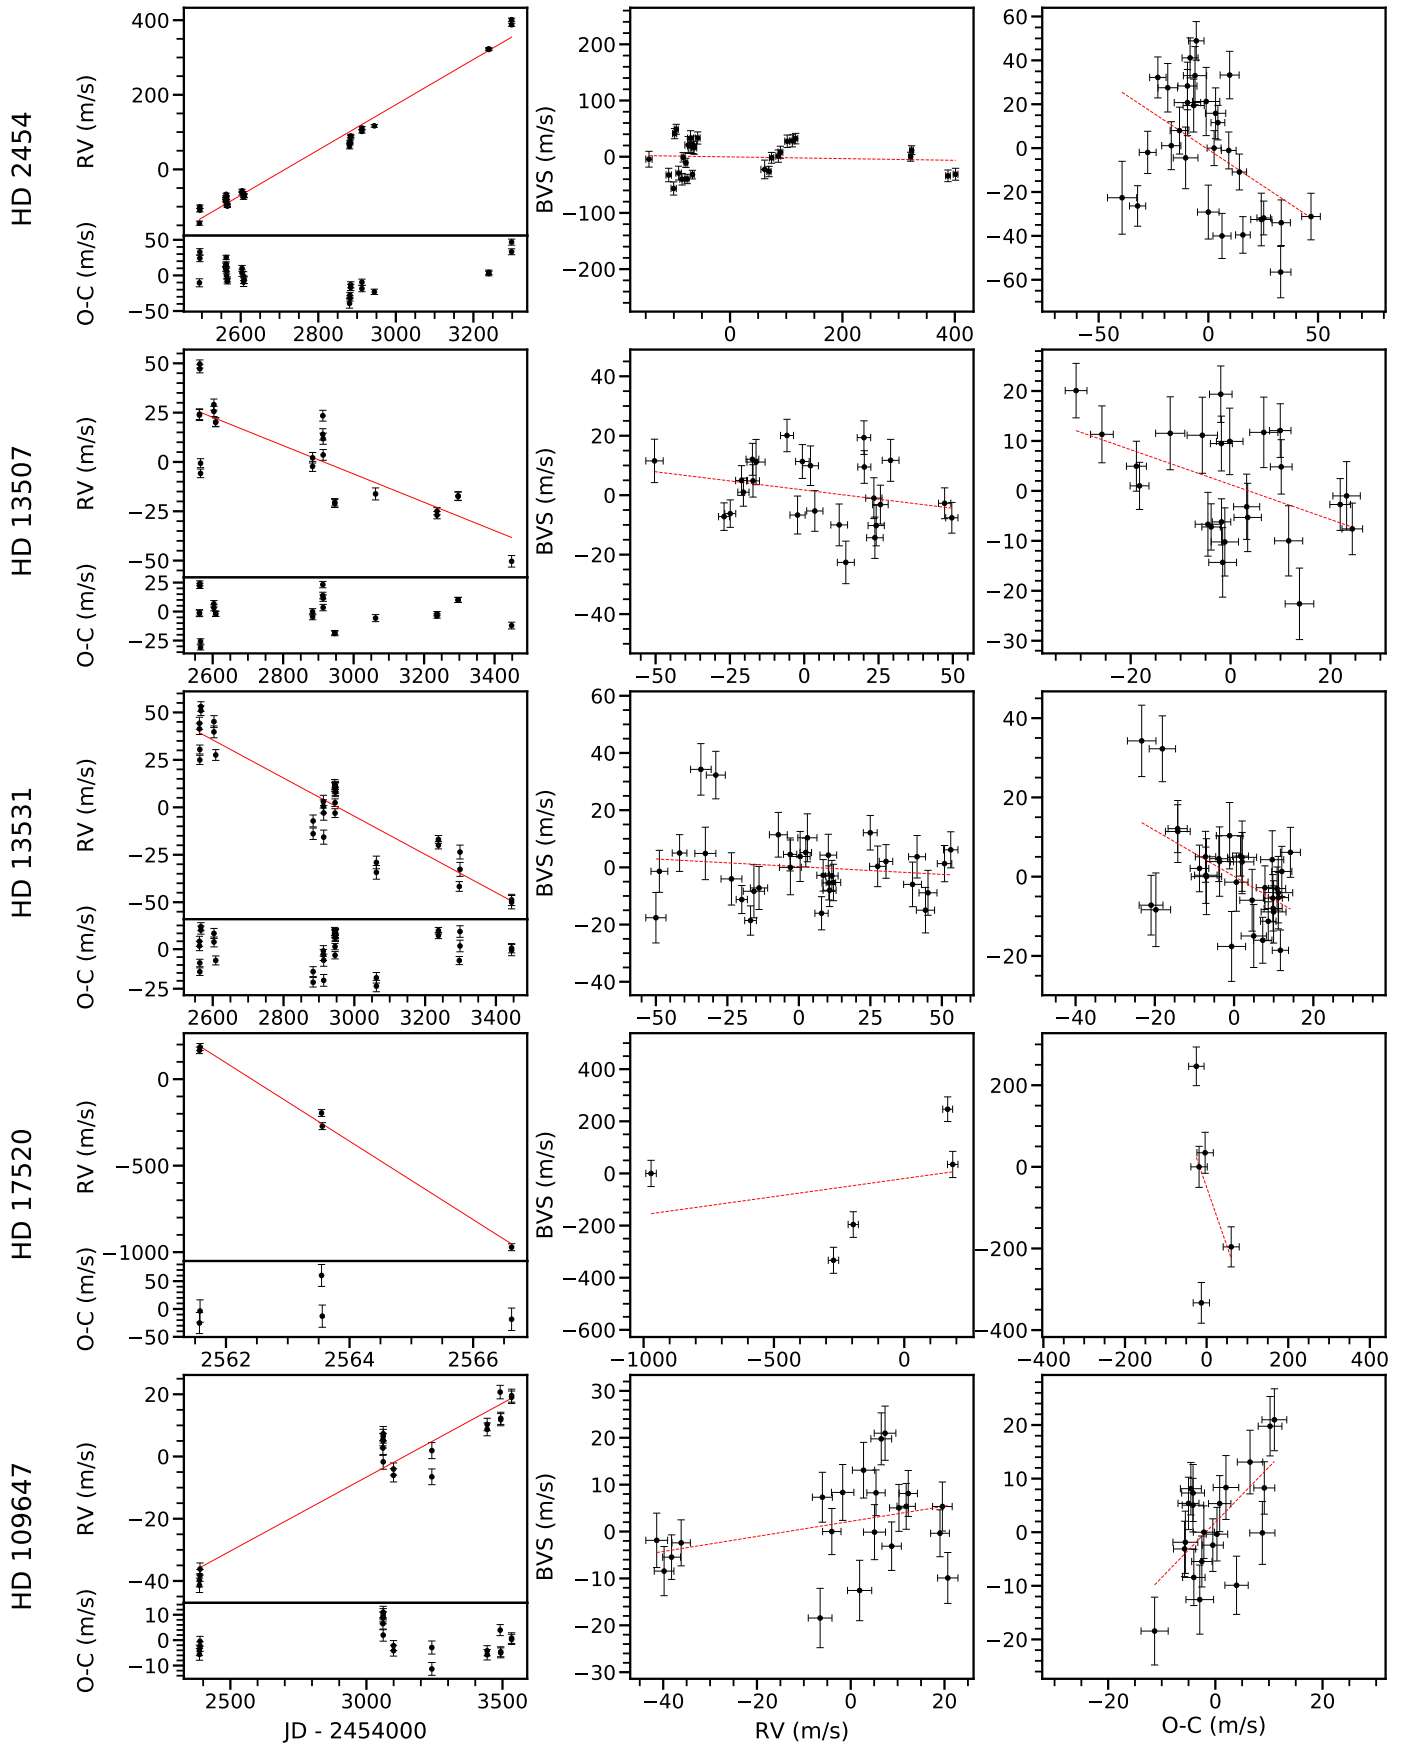 HD 2454
RV (m/s)
400
200
0
O-C (m/s)
50
0
−50
2600 2800 3000 3200
BVS (m/s)
200
100
0
−100
−200
0 200 400
60
40
20
0
−20
−40
−60
−50 0 50
HD 13507
RV (m/s)
50
25
0
−25
−50
O-C (m/s)
25
0
−25
2600 2800 3000 3200 3400
BVS (m/s)
40
20
0
−20
−40
−50 −25 0 25 50
20
10
0
−10
−20
−30
−20 0 20
HD 13531
RV (m/s)
50
25
0
−25
−50
O-C (m/s)
0
−25
2600 2800 3000 3200 3400
BVS (m/s)
60
40
20
0
−20
−40
−50 −25 0 25 50
40
20
0
−20
−40 −20 0 20
HD 17520
RV (m/s)
0
−500
−1000
O-C (m/s)
50
0
−50
2562 2564 2566
BVS (m/s)
400
200
0
−200
−400
−600
−1000 −500 0
200
0
−200
−400
−400 −200 0 200 400
HD 109647
RV (m/s)
20
0
−20
−40
O-C (m/s)
10
0
−10
2500 3000 3500
JD - 2454000
BVS (m/s)
30
20
10
0
−10
−20
−30
−40 −20 0 20
RV (m/s)
20
10
0
−10
−20
−20 0 20
O-C (m/s)